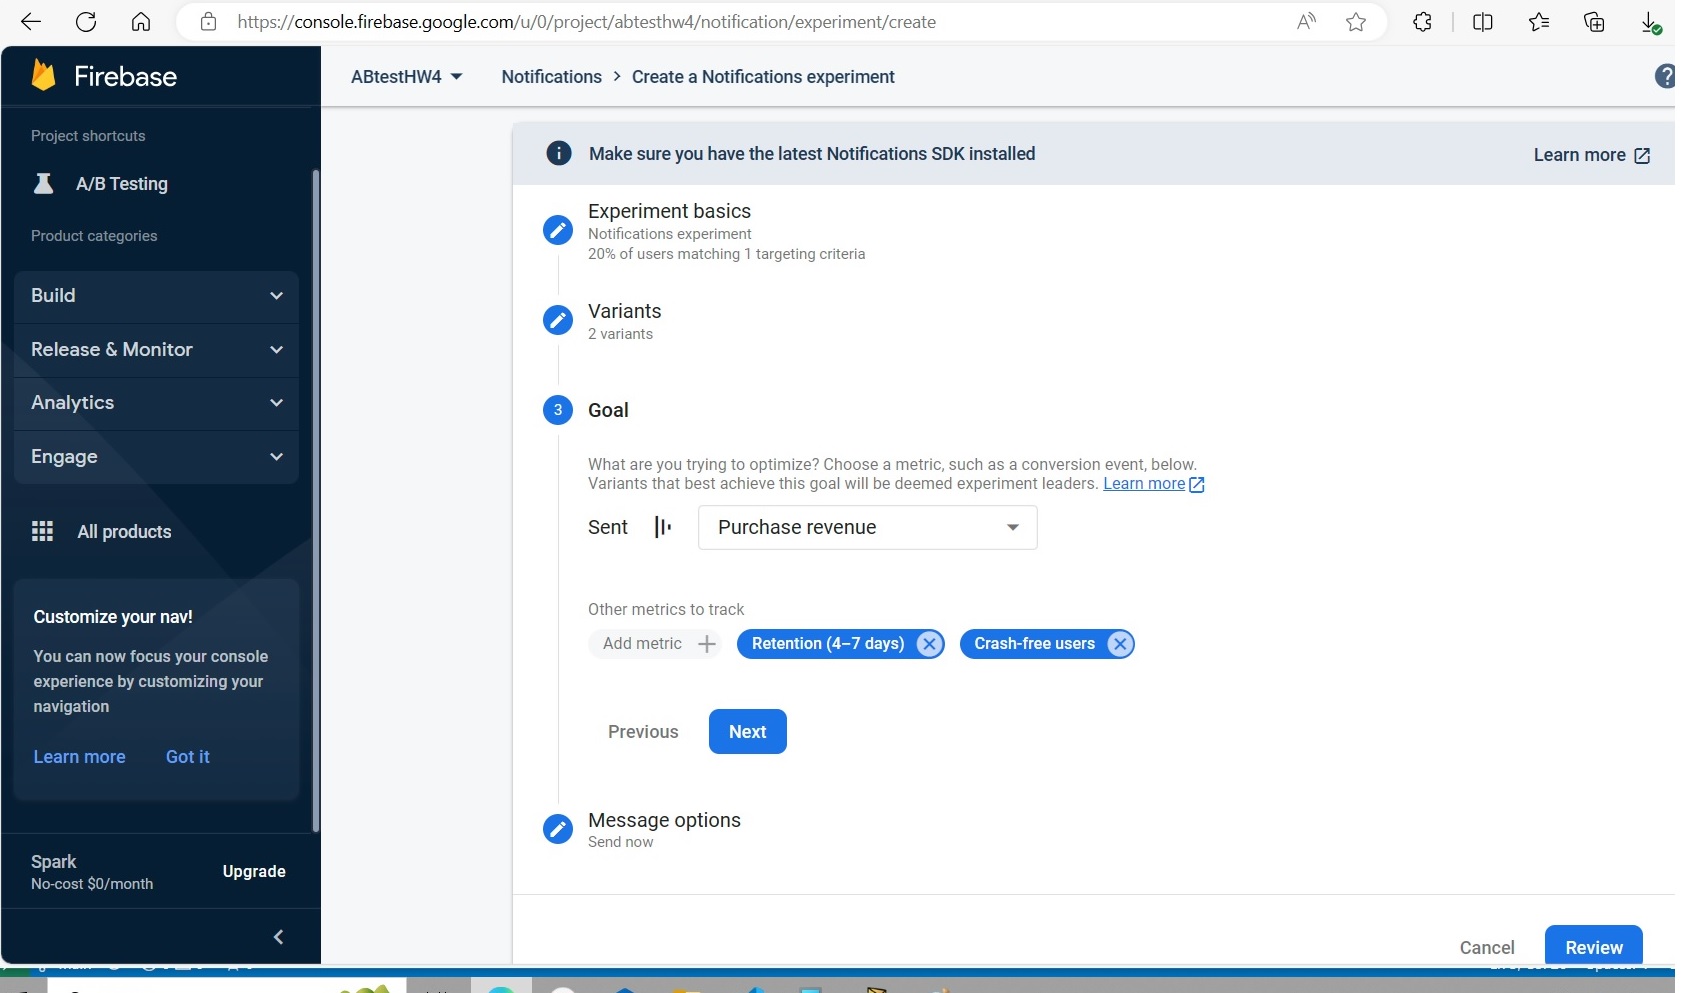 https://console.firebase.google.com/u/0/project/abtesthw4/notification/experiment/create
A
Firebase
ABtestHW4
Notifications > Create a Notifications experiment
?
Project shortcuts
A/B Testing
Product categories
Build
Release & Monitor
Analytics
Engage
All products
Customize your nav!
You can now focus your console
experience by customizing your
navigation
Learn more Got it
Spark
No-cost $0/month
Upgrade
i Make sure you have the latest Notifications SDK installed
Learn more
Experiment basics
Notifications experiment
20% of users matching 1 targeting criteria
Variants
2 variants
3 Goal
What are you trying to optimize? Choose a metric, such as a conversion event, below.
Variants that best achieve this goal will be deemed experiment leaders. Learn more
Sent Purchase revenue
Other metrics to track
Add metric + Retention (4–7 days) Crash-free users
Previous Next
Message options
Send now
Cancel Review